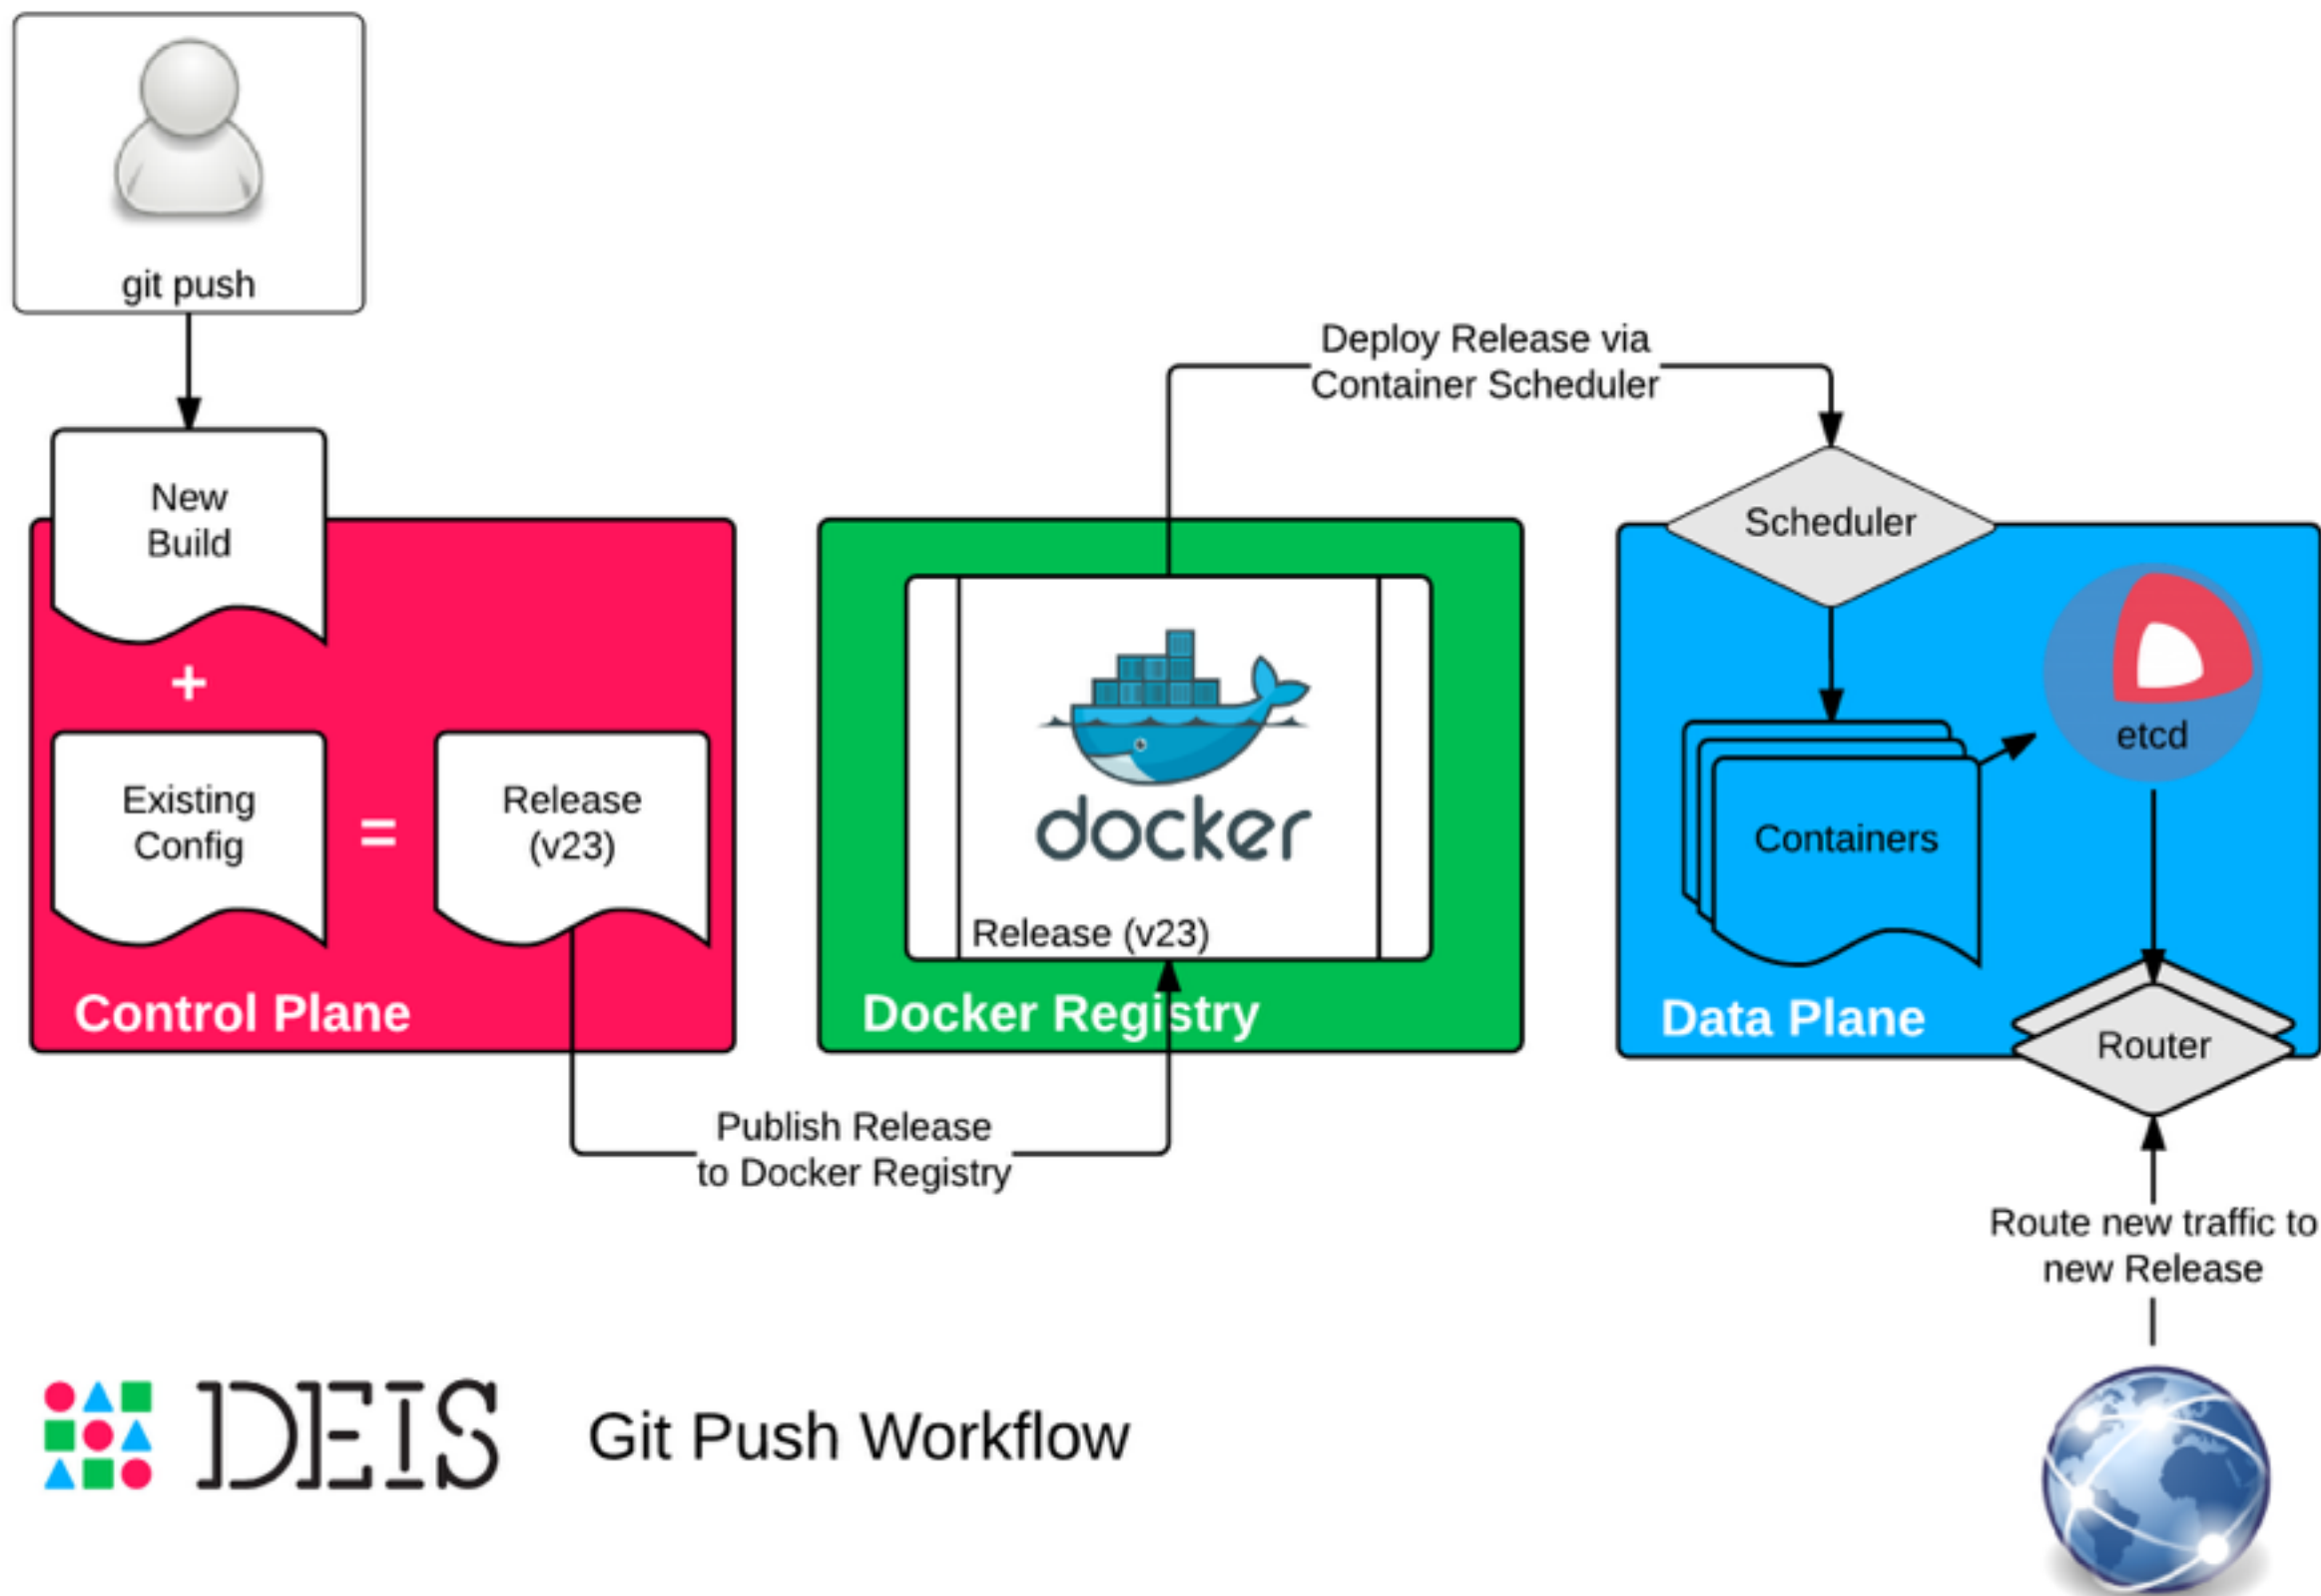 git push
New
Build
+
Existing
Config
=
Release
(v23)
Control Plane
Publish Release
to Docker Registry
docker
Release (v23)
Docker Registry
Deploy Release via
Container Scheduler
Scheduler
etcd
Containers
Data Plane
Router
Route new traffic to
new Release
DEIS
Git Push Workflow